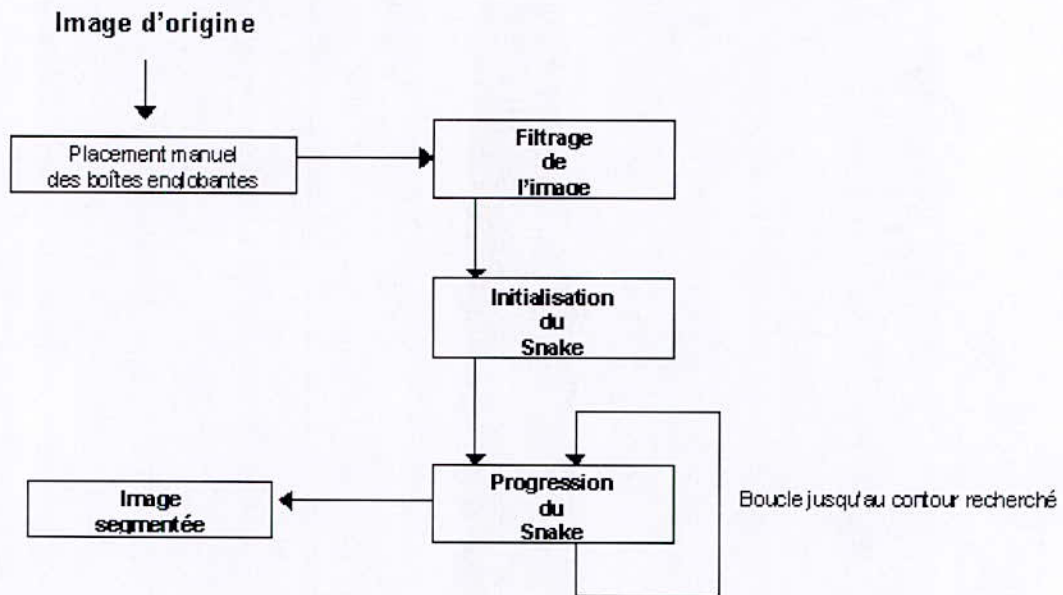 Image d'origine
Placement manuel
des boîtes englobantes
Filtrage
de
l'image
Initialisation
du
Snake
Progression
du
Snake
Boucle jusqu'au contour recherché
Image
segmentée